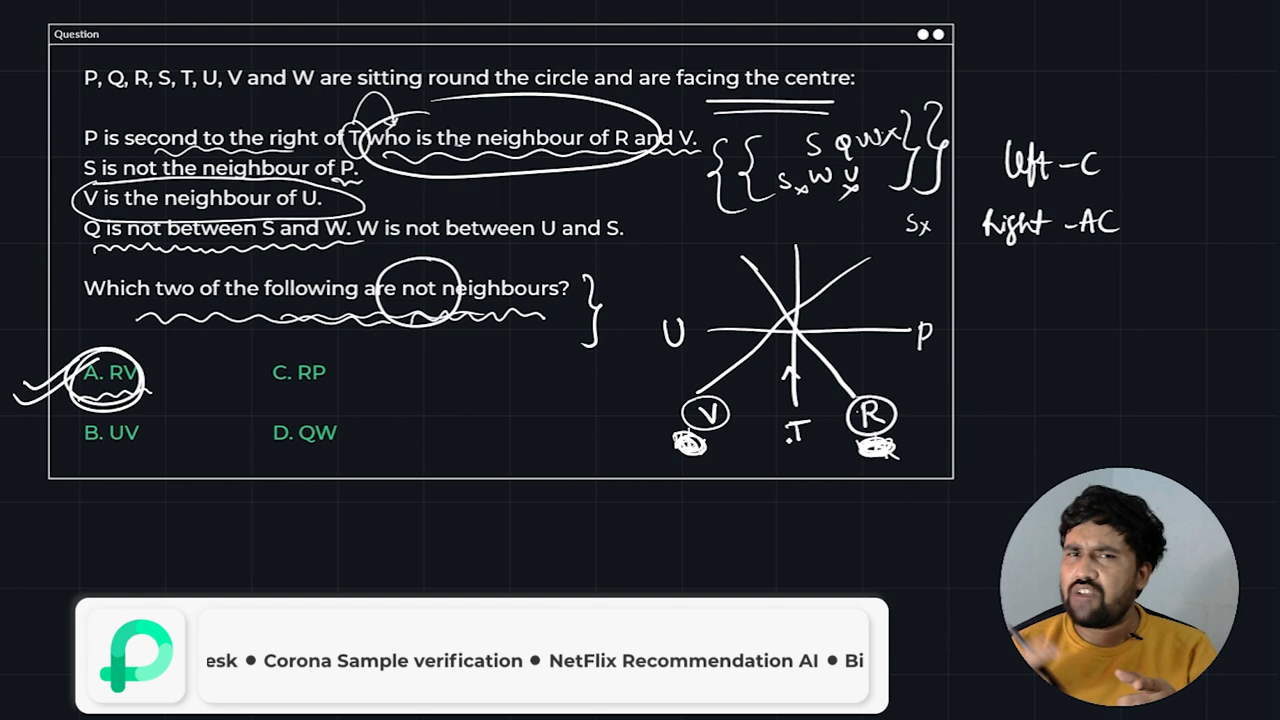 Question
P, Q, R, S, T, U, V and W are sitting round the circle and are facing the centre:
P is second to the right of T who is the neighbour of R and V.
S is not the neighbour of P.
V is the neighbour of U.
Q is not between S and W. W is not between U and S.
Which two of the following are not neighbours?
A. RV
C. RP
B. UV
D. QW
S Q W
S W U
S
left - C
Right - AC
U
P
V
T
R
esk ● Corona Sample verification ● NetFlix Recommendation AI ● Bi